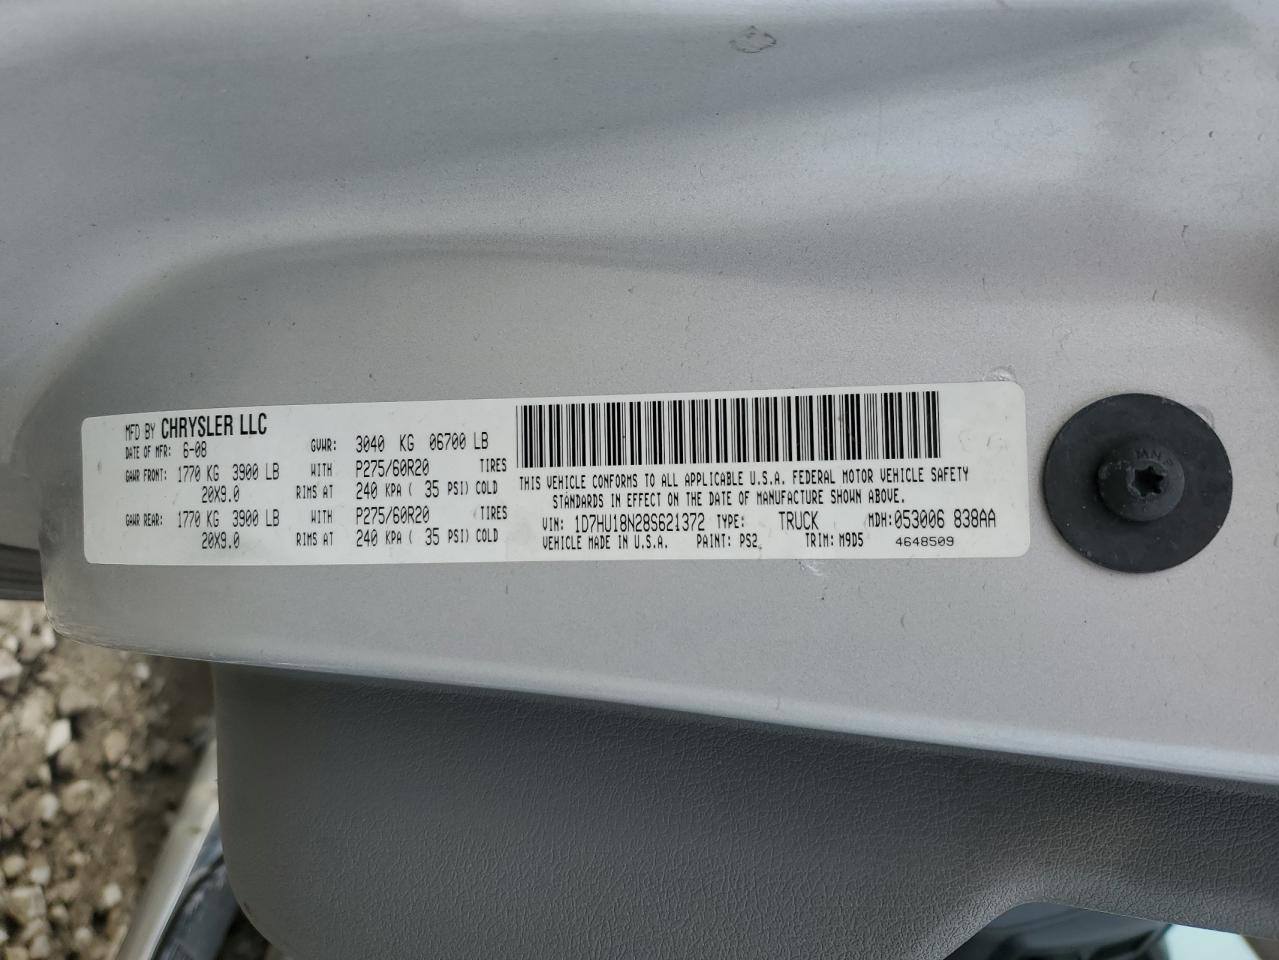 MFD BY CHRYSLER LLC
DATE OF MFR: 6-08 GVWR: 3040 KG 06700 LB
GAWR FRONT: 1770 KG 3900 LB WITH P275/60R20 TIRES
20X9.0 RIMS AT 240 KPA ( 35 PSI) COLD
GAWR REAR: 1770 KG 3900 LB WITH P275/60R20 TIRES
20X9.0 RIMS AT 240 KPA ( 35 PSI) COLD
THIS VEHICLE CONFORMS TO ALL APPLICABLE U.S.A. FEDERAL MOTOR VEHICLE SAFETY
STANDARDS IN EFFECT ON THE DATE OF MANUFACTURE SHOWN ABOVE.
VIN: 1D7HU18N28S621372 TYPE: TRUCK MDH: 053006 838AA
VEHICLE MADE IN U.S.A. PAINT: PS2 TRIM: M9D5 4648509